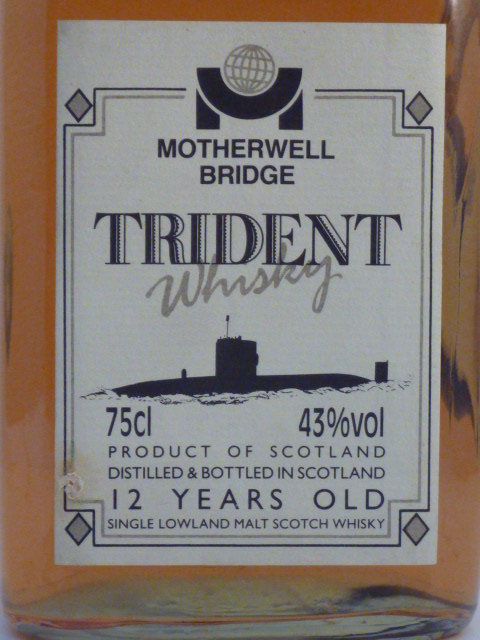 MOTHERWELL
BRIDGE
TRIDENT
Whisky
75cl 43%vol
PRODUCT OF SCOTLAND
DISTILLED & BOTTLED IN SCOTLAND
12 YEARS OLD
SINGLE LOWLAND MALT SCOTCH WHISKY